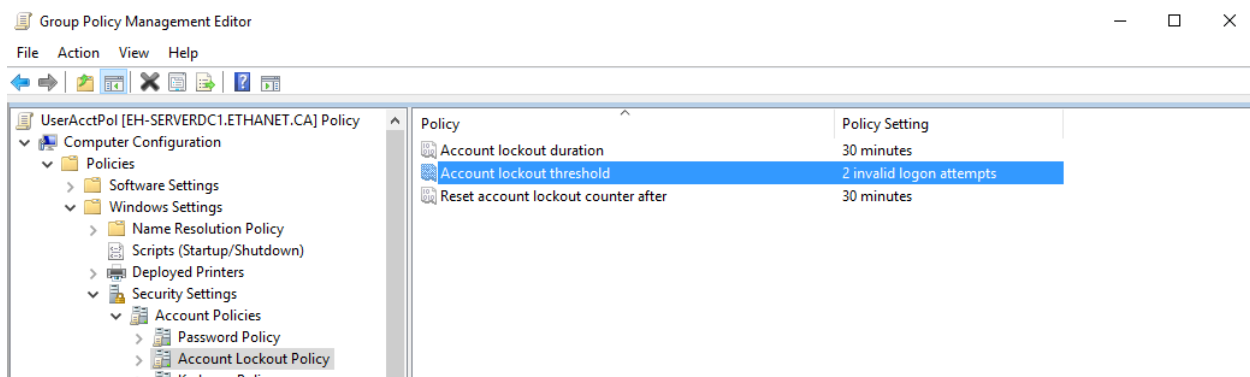 Group Policy Management Editor
File Action View Help
UserAcctPol [EH-SERVERDC1.ETHANET.CA] Policy
Computer Configuration
Policies
Software Settings
Windows Settings
Name Resolution Policy
Scripts (Startup/Shutdown)
Deployed Printers
Security Settings
Account Policies
Password Policy
Account Lockout Policy
Policy Policy Setting
Account lockout duration 30 minutes
Account lockout threshold 2 invalid logon attempts
Reset account lockout counter after 30 minutes